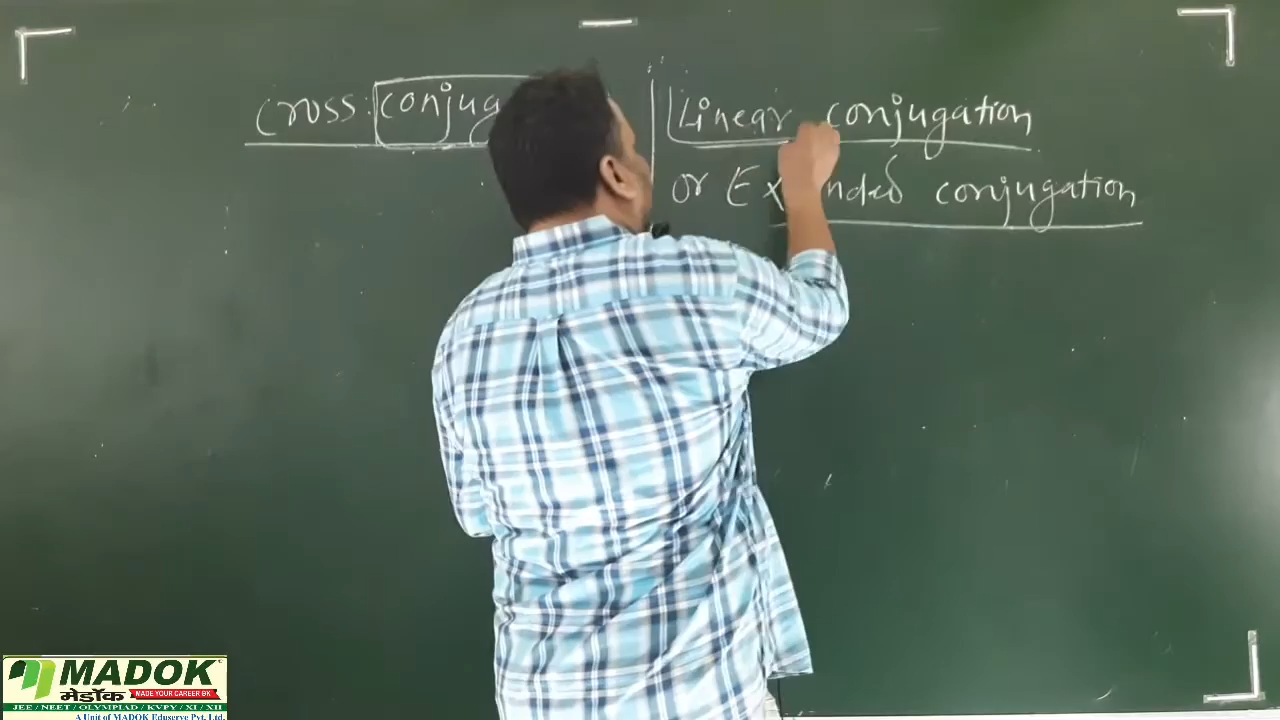 Cross conjug
Linear conjugation
or Ex nded conjugation
MADOK
मेडॉक MADE YOUR CAREER BY
JEE / NEET / OLYMPIAD / KVPY / XI / XII
A Unit of MADOK Eduserve Pvt. Ltd.